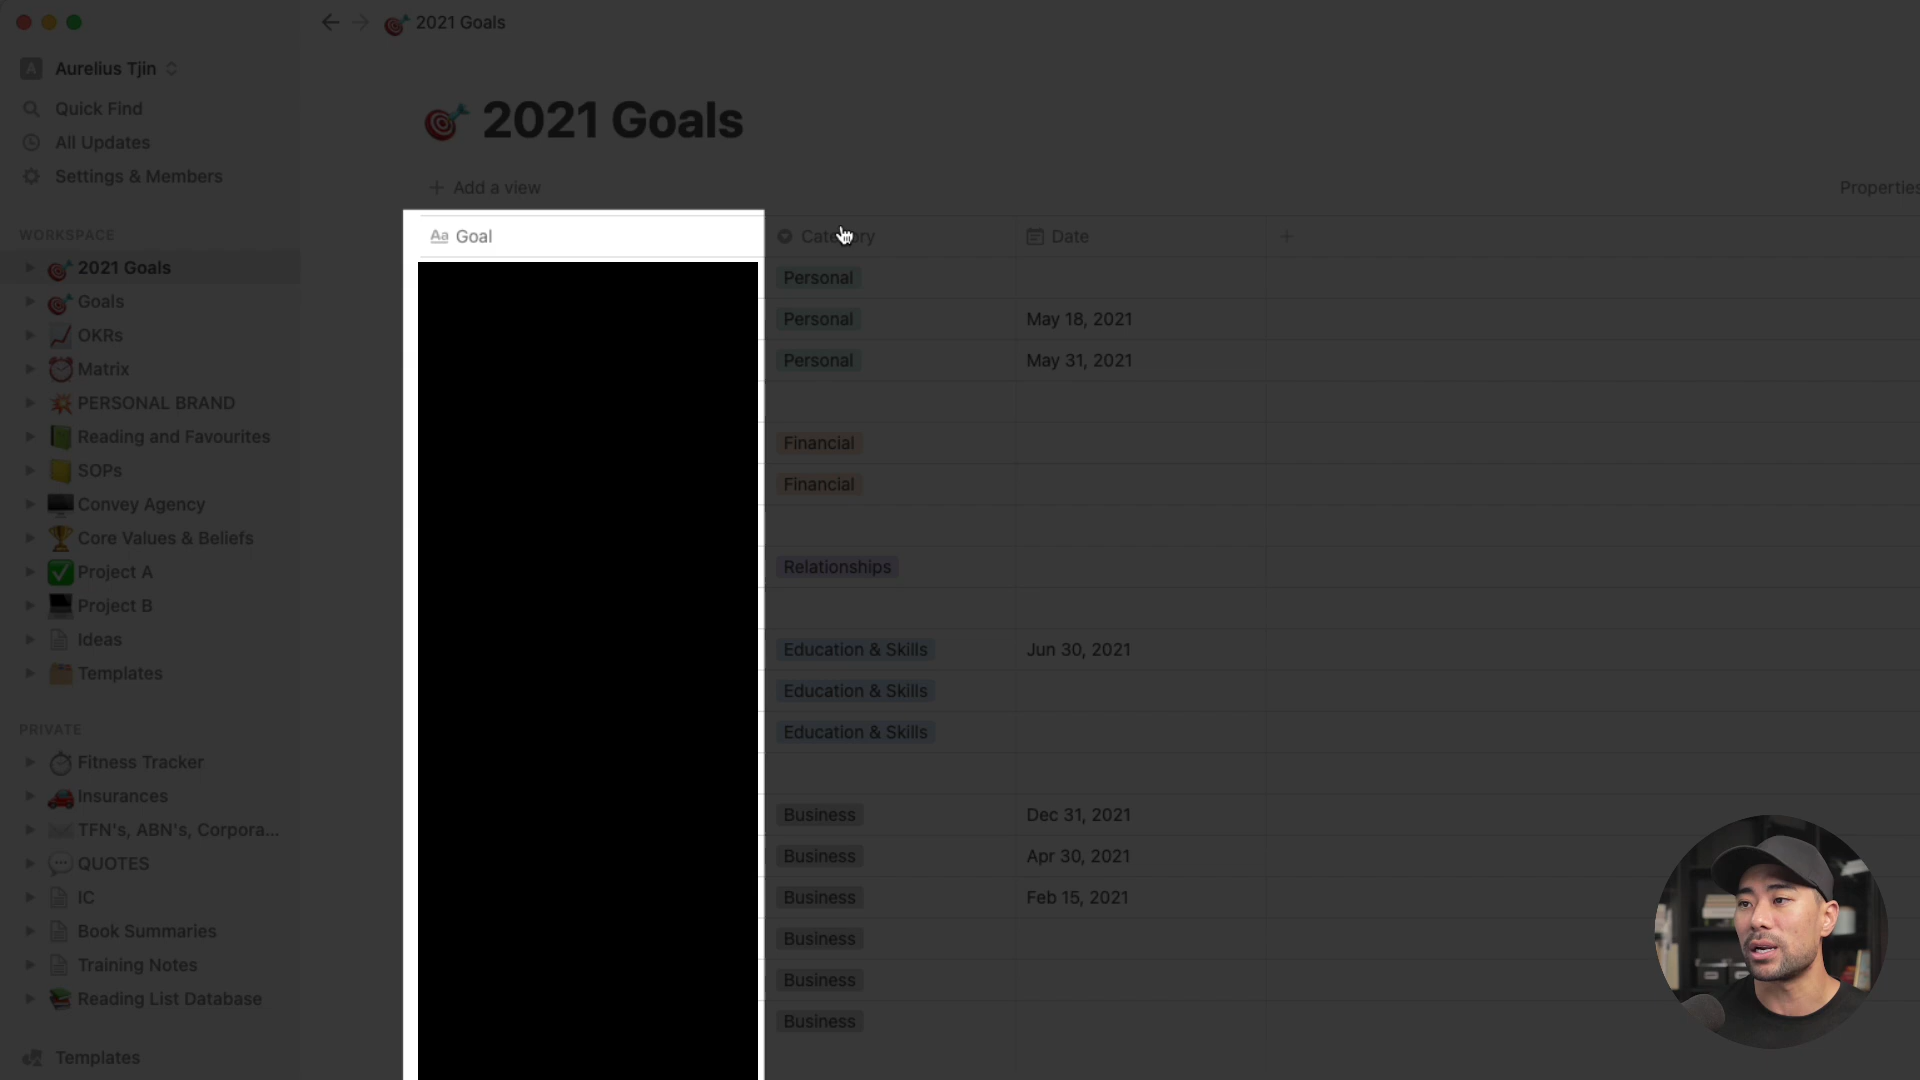 2021 Goals
A Aurelius Tjin
Quick Find
All Updates
Settings & Members
WORKSPACE
2021 Goals
Goals
OKRs
Matrix
PERSONAL BRAND
Reading and Favourites
SOPs
Convey Agency
Core Values & Beliefs
Project A
Project B
Ideas
Templates
PRIVATE
Fitness Tracker
Insurances
TFN's, ABN's, Corpora...
QUOTES
IC
Book Summaries
Training Notes
Reading List Database
Templates
2021 Goals
+ Add a view
Properties
Aa Goal
Category
Date
+
Personal
Personal May 18, 2021
Personal May 31, 2021
Financial
Financial
Relationships
Education & Skills Jun 30, 2021
Education & Skills
Education & Skills
Business Dec 31, 2021
Business Apr 30, 2021
Business Feb 15, 2021
Business
Business
Business